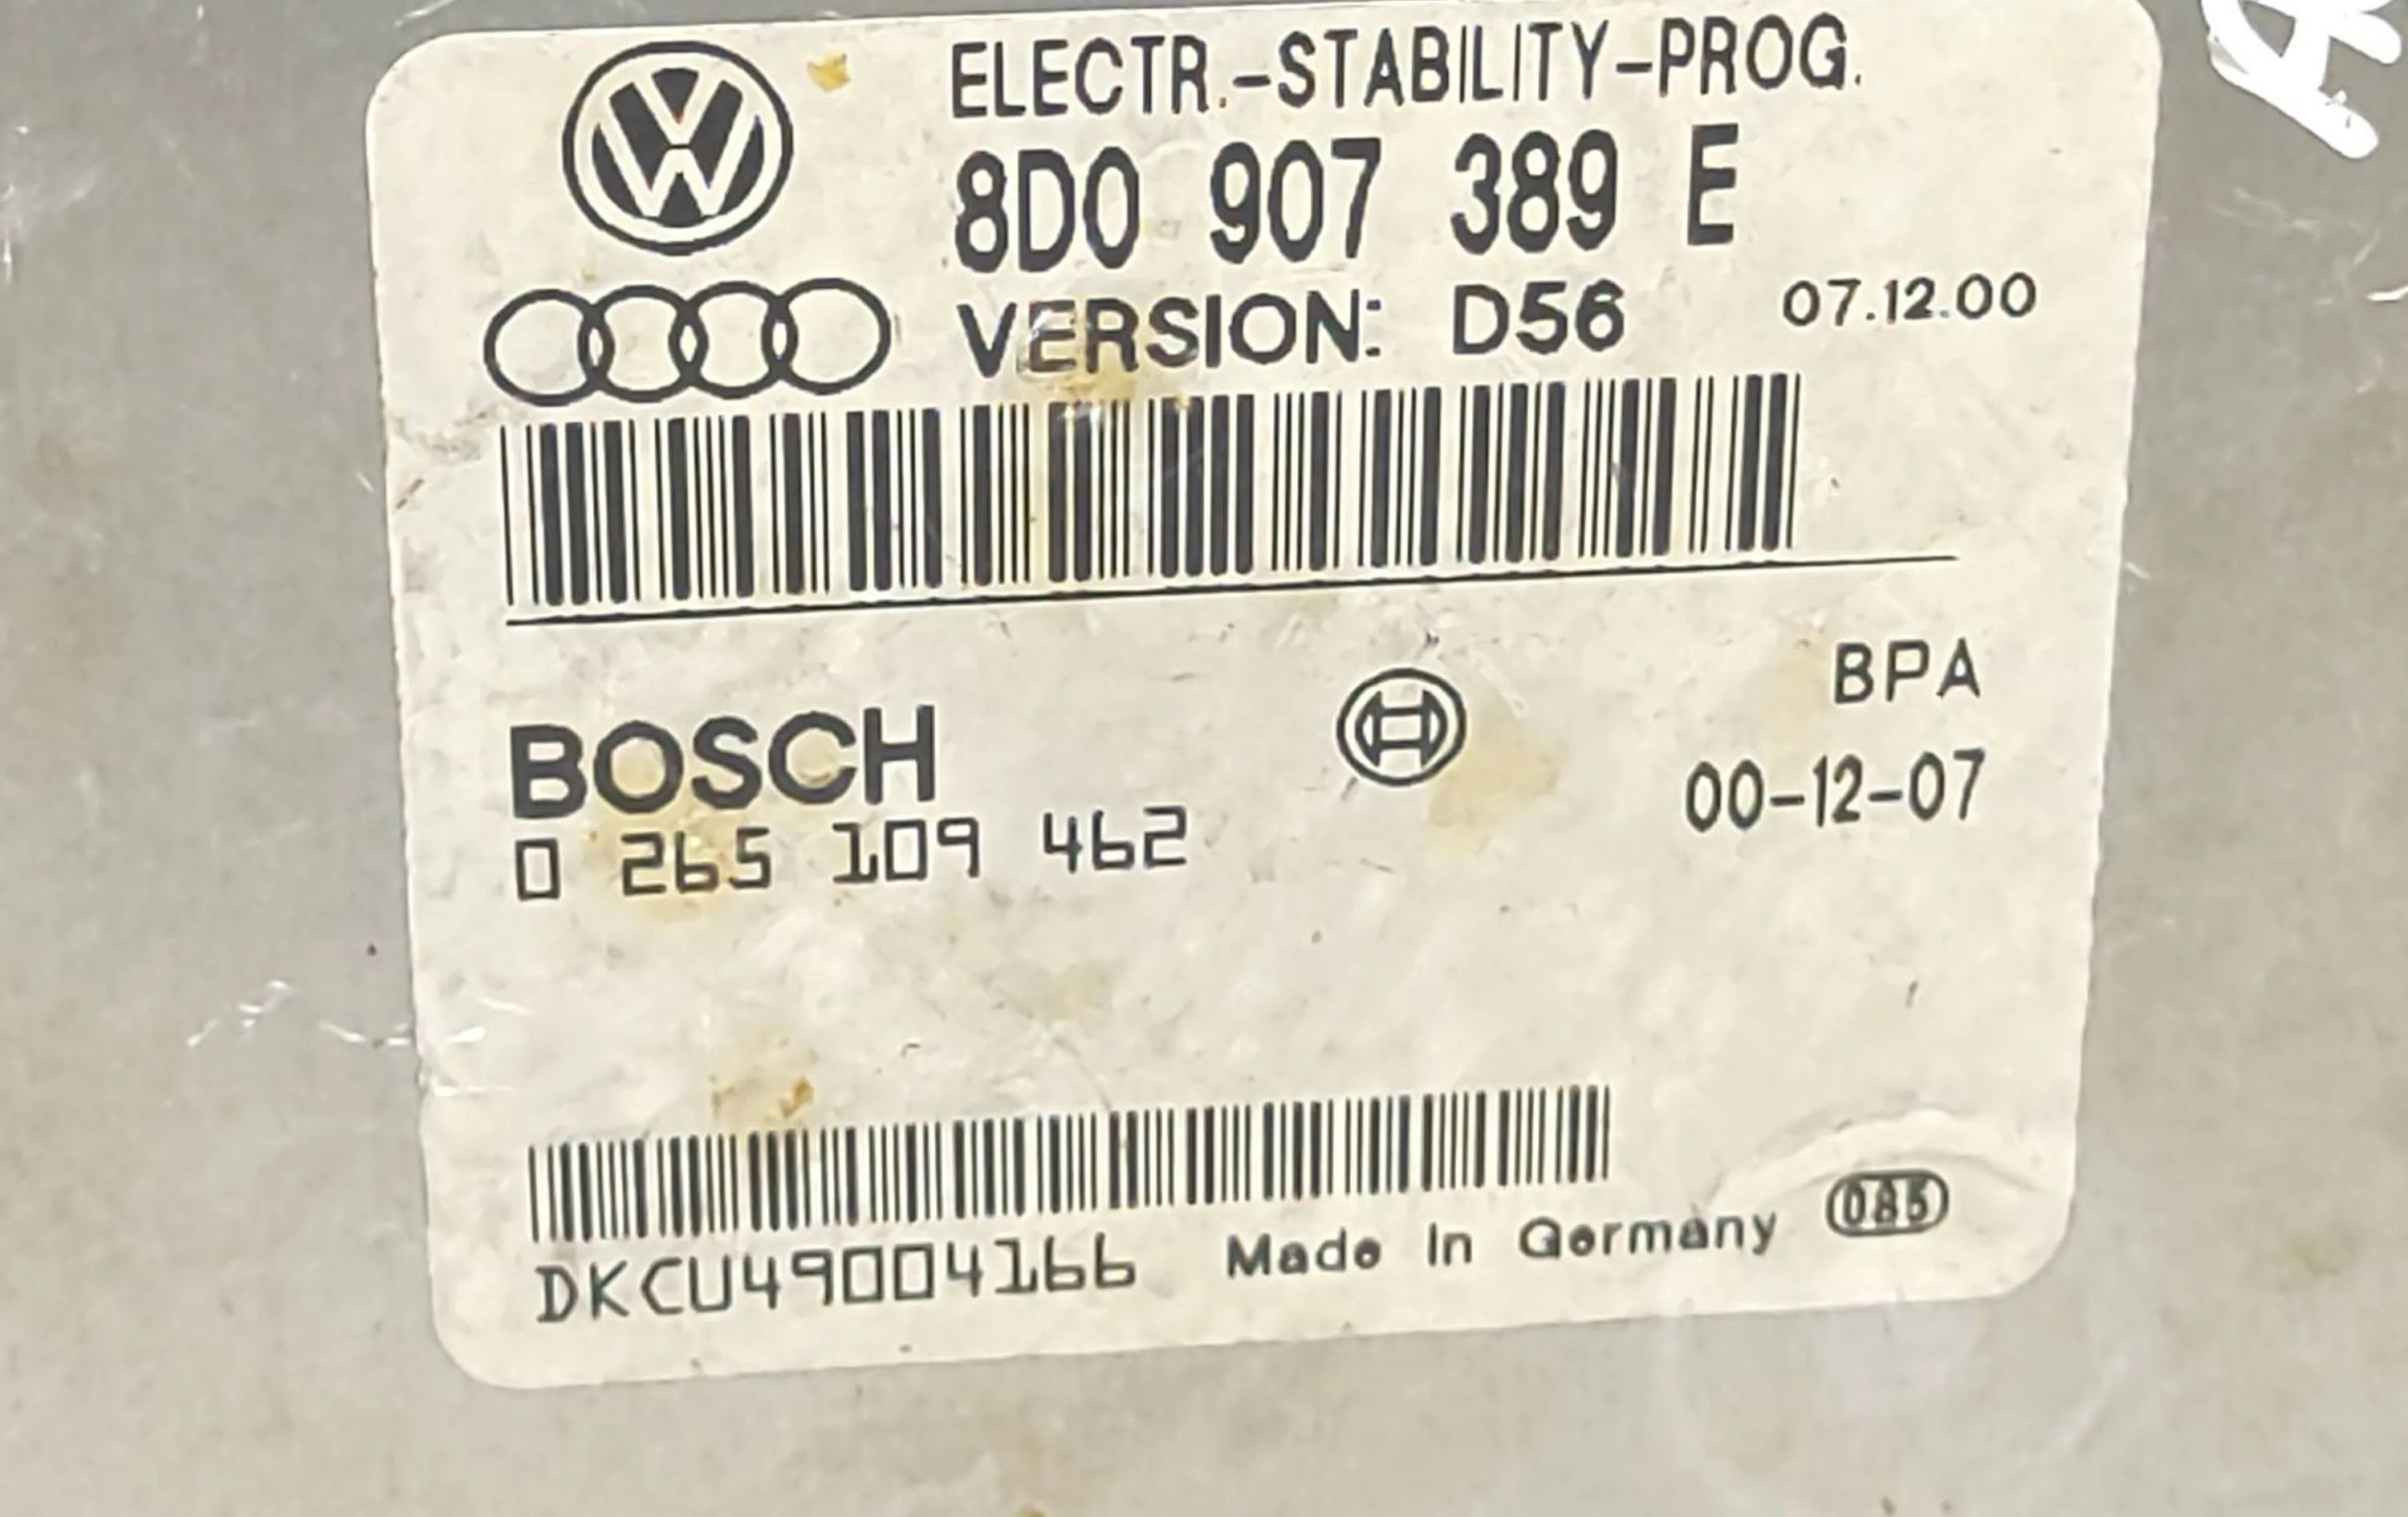 ELECTR.-STABILITY-PROG.
8D0 907 389 E
VERSION: D56 07.12.00
BOSCH
BPA
00-12-07
0 265 109 462
DKCU49004166 Made In Germany 085